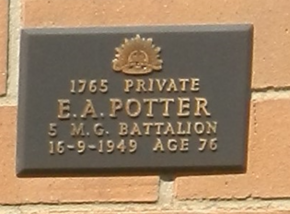 1765 PRIVATE
E.A. POTTER
5 M.G. BATTALION
16-9-1949 AGE 76